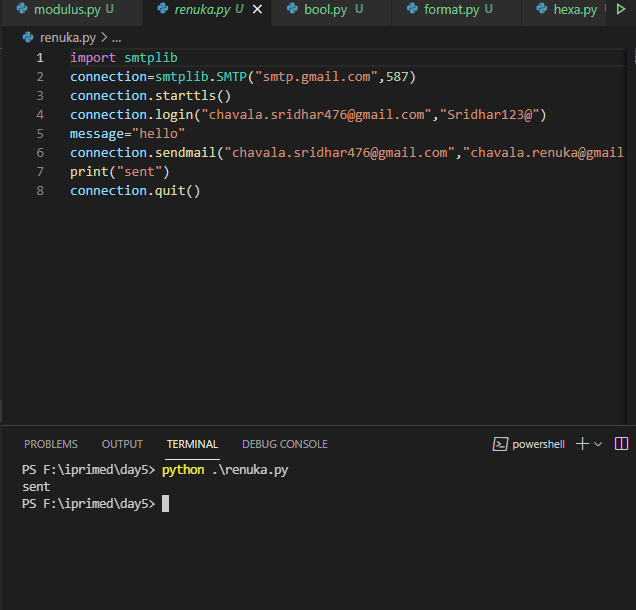 modulus.py U renuka.py U bool.py U format.py U hexa.py
renuka.py > ...
1 import smtplib
2 connection=smtplib.SMTP("smtp.gmail.com",587)
3 connection.starttls()
4 connection.login("chavala.sridhar476@gmail.com","Sridhar123@")
5 message="hello"
6 connection.sendmail("chavala.sridhar476@gmail.com","chavala.renuka@gmail
7 print("sent")
8 connection.quit()
PROBLEMS OUTPUT TERMINAL DEBUG CONSOLE powershell
PS F:\iprimed\day5> python .\renuka.py
sent
PS F:\iprimed\day5>